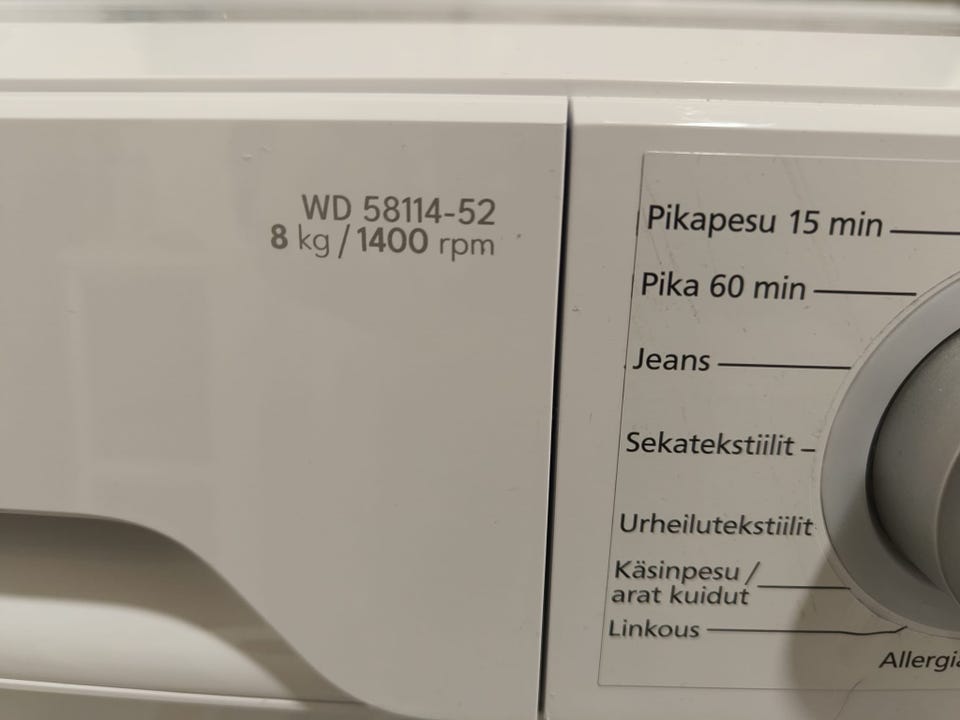 WD 58114-52
8 kg / 1400 rpm
Pikapesu 15 min
Pika 60 min
Jeans
Sekatekstiilit
Urheilutekstiilit
Käsinpesu /
arat kuidut
Linkous